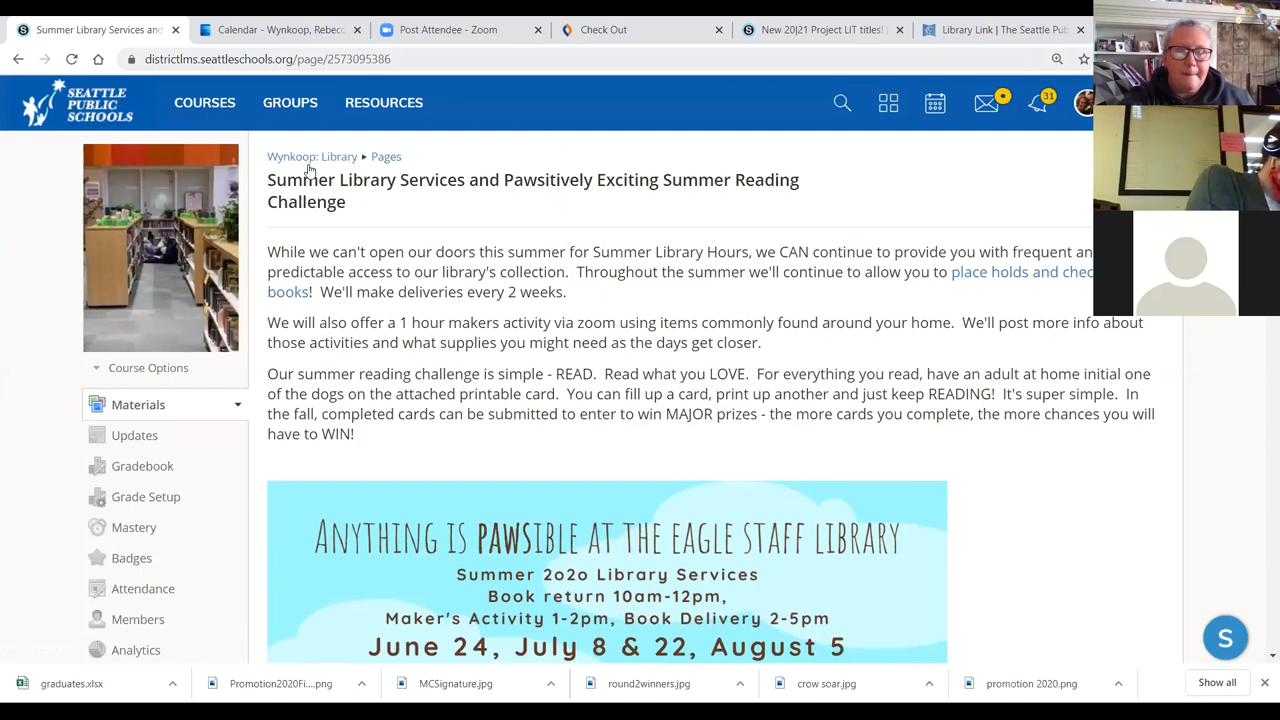 Summer Library Services and
Calendar - Wynkoop, Rebecc
Post Attendee - Zoom
Check Out
New 20|21 Project LIT titles! :
Library Link | The Seattle Pub
districtlms.seattleschools.org/page/2573095386
SEATTLE
PUBLIC
SCHOOLS
COURSES
GROUPS
RESOURCES
31
Wynkoop: Library ▸ Pages
Summer Library Services and Pawsitively Exciting Summer Reading
Challenge
While we can't open our doors this summer for Summer Library Hours, we CAN continue to provide you with frequent an
predictable access to our library's collection. Throughout the summer we'll continue to allow you to place holds and chec
books! We'll make deliveries every 2 weeks.
We will also offer a 1 hour makers activity via zoom using items commonly found around your home. We'll post more info about
those activities and what supplies you might need as the days get closer.
Our summer reading challenge is simple - READ. Read what you LOVE. For everything you read, have an adult at home initial one
of the dogs on the attached printable card. You can fill up a card, print up another and just keep READING! It's super simple. In
the fall, completed cards can be submitted to enter to win MAJOR prizes - the more cards you complete, the more chances you will
have to WIN!
Course Options
Materials
Updates
Gradebook
Grade Setup
Mastery
Badges
Attendance
Members
Analytics
ANYTHING IS PAWSIBLE AT THE EAGLE STAFF LIBRARY
Summer 2020 Library Services
Book return 10am-12pm,
Maker's Activity 1-2pm, Book Delivery 2-5pm
June 24, July 8 & 22, August 5
S
graduates.xlsx
Promotion2020Fi....png
MCSignature.jpg
round2winners.jpg
crow soar.jpg
promotion 2020.png
Show all